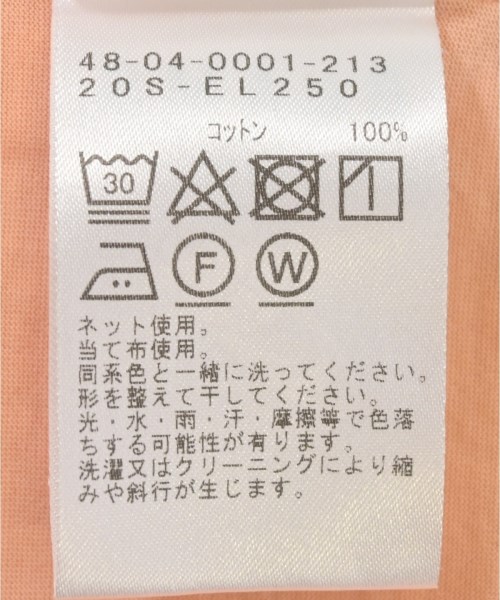 48-04-0001-213
20S-EL250
コットン 100%
30
F W
ネット使用。
当て布使用。
同系色と一緒に洗ってください。
形を整えて干してください。
光・水・雨・汗・摩擦等で色落
ちする可能性が有ります。
洗濯又はクリーニングにより縮
みや斜行が生じます。